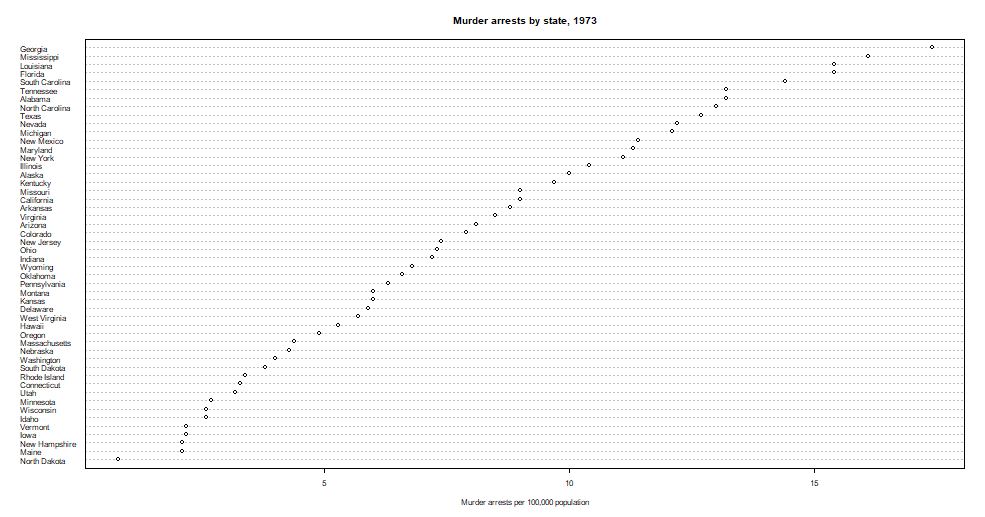 Murder arrests by state, 1973
Georgia
Mississippi
Louisiana
Florida
South Carolina
Tennessee
Alabama
North Carolina
Texas
Nevada
Michigan
New Mexico
Maryland
New York
Illinois
Alaska
Kentucky
Missouri
California
Arkansas
Virginia
Arizona
Colorado
New Jersey
Ohio
Indiana
Wyoming
Oklahoma
Pennsylvania
Montana
Kansas
Delaware
West Virginia
Hawaii
Oregon
Massachusetts
Nebraska
Washington
South Dakota
Rhode Island
Connecticut
Utah
Minnesota
Wisconsin
Idaho
Vermont
Iowa
New Hampshire
Maine
North Dakota
5 10 15
Murder arrests per 100,000 population